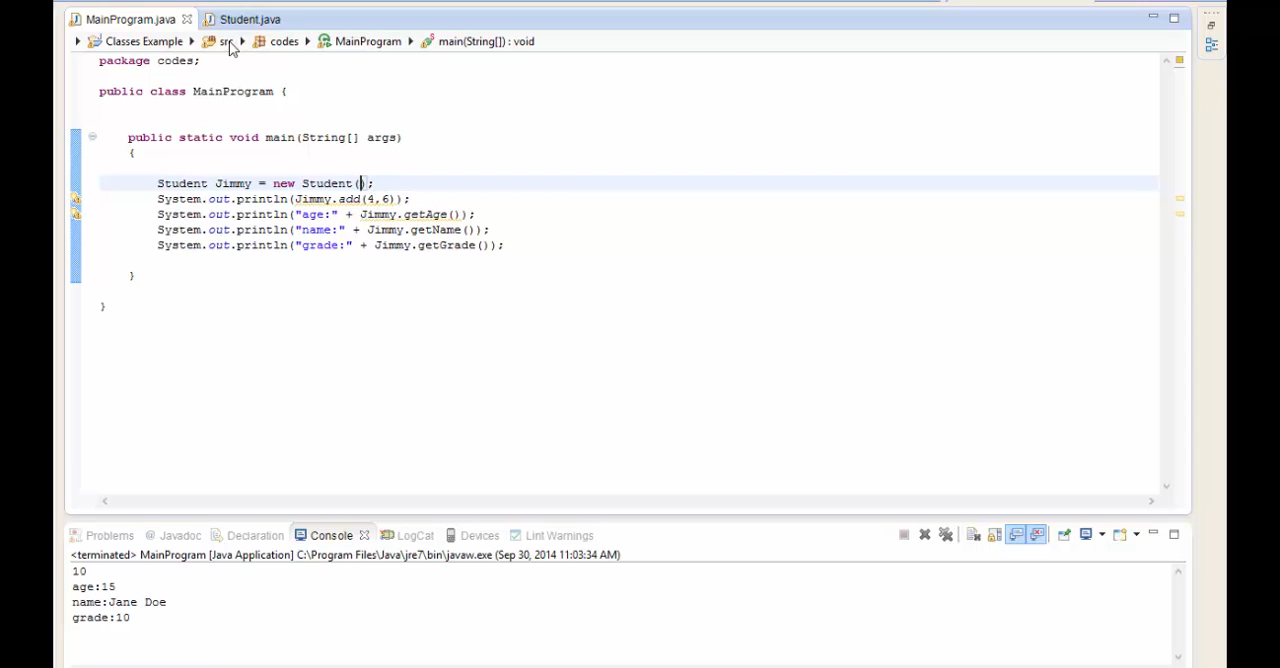 MainProgram.java Student.java
Classes Example src codes MainProgram main(String[]) : void
package codes;
public class MainProgram {
public static void main(String[] args)
{
Student Jimmy = new Student();
System.out.println(Jimmy.add(4,6));
System.out.println("age:" + Jimmy.getAge());
System.out.println("name:" + Jimmy.getName());
System.out.println("grade:" + Jimmy.getGrade());
}
}
Problems @ Javadoc Declaration Console LogCat Devices Lint Warnings
<terminated> MainProgram [Java Application] C:\Program Files\Java\jre7\bin\javaw.exe (Sep 30, 2014 11:03:34 AM)
10
age:15
name:Jane Doe
grade:10